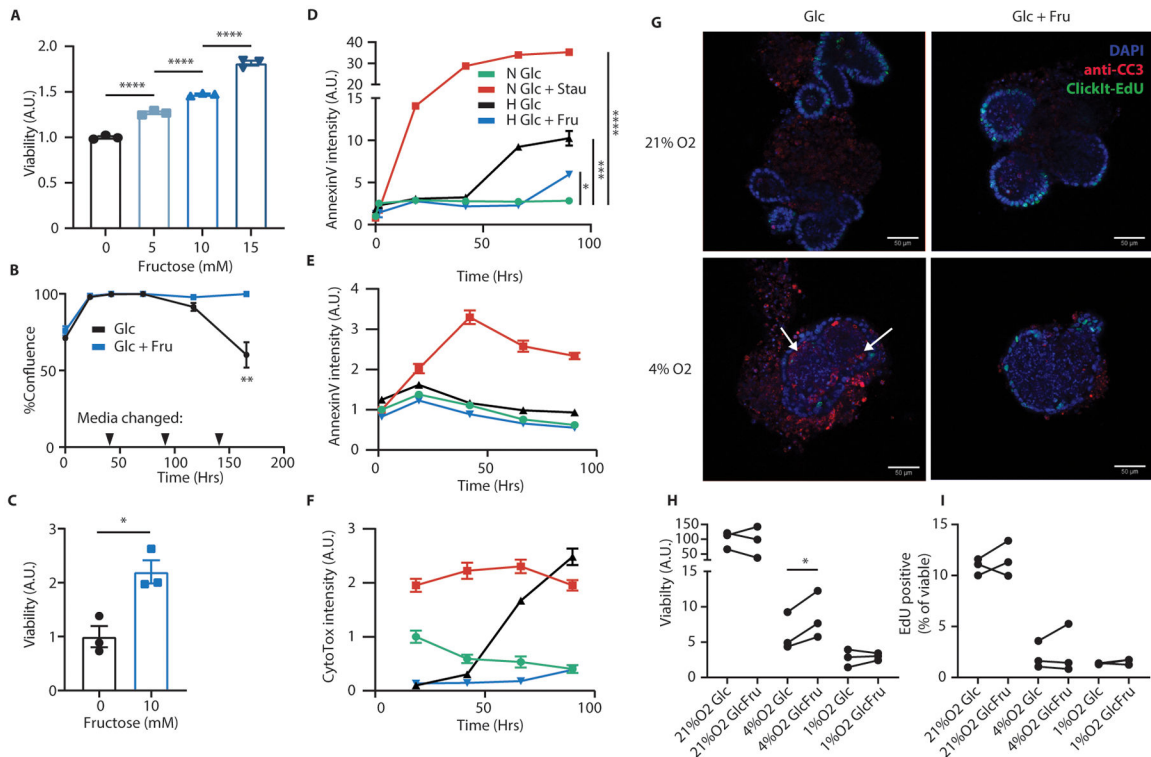 A
Viability (A.U.)
2.0
1.5
1.0
****
****
****
0
5
10
15
Fructose (mM)
B
%Confluence
100
50
0
Glc
Glc + Fru
**
Media changed:
0
50
100
150
200
Time (Hrs)
C
Viability (A.U)
3
2
1
0
*
0
10
Fructose (mM)
D
AnnexinV intensity (A.U.)
40
35
30
25
20
15
10
5
0
N Glc
N Glc + Stau
H Glc
H Glc + Fru
*
***
****
0
50
100
Time (Hrs)
E
AnnexinV intensity (A.U.)
4
3
2
1
0
0
50
100
Time (Hrs)
F
CytoTox intensity (A.U.)
3
2
1
0
0
50
100
Time (Hrs)
G
Glc
Glc + Fru
DAPI
anti-CC3
ClickIt-EdU
21% O2
50 µm
50 µm
4% O2
50 µm
50 µm
H
Viabilty (A.U.)
150
100
50
15
10
5
0
*
21%O2 Glc
21%O2 GlcFru
4%O2 Glc
4%O2 GlcFru
1%O2 Glc
1%O2 GlcFru
I
EdU positive
(% of viable)
15
10
5
0
21%O2 Glc
21%O2 GlcFru
4%O2 Glc
4%O2 GlcFru
1%O2 Glc
1%O2 GlcFru